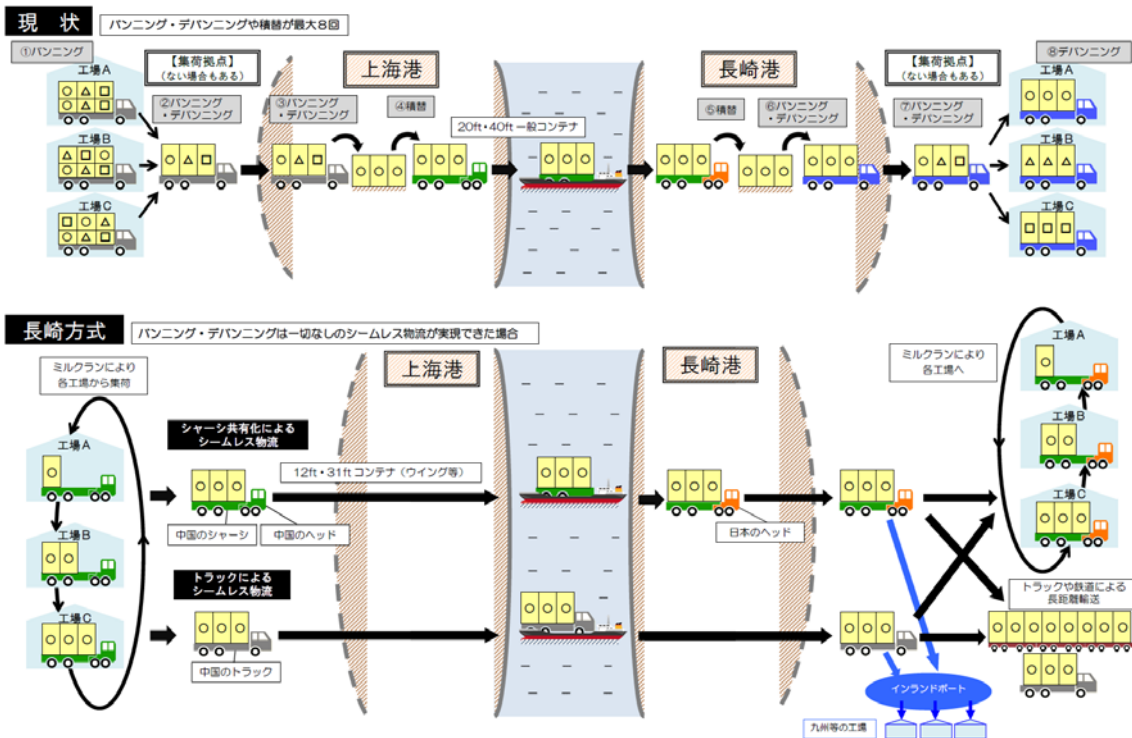 現 状
バンニング・デバンニングや積替が最大8回
①バンニング
工場A
工場B
工場C
【集荷拠点】
(ない場合もある)
②バンニング
・デバンニング
上海港
③バンニング
・デバンニング
④積替
20ft・40ft 一般コンテナ
長崎港
⑤積替
⑥バンニング
・デバンニング
【集荷拠点】
(ない場合もある)
⑦バンニング
・デバンニング
⑧デバンニング
工場A
工場B
工場C
長崎方式
バンニング・デバンニングは一切なしのシームレス物流が実現できた場合
ミルクランにより
各工場から集荷
工場A
工場B
工場C
シャーシ共有化による
シームレス物流
中国のシャーシ
中国のヘッド
トラックによる
シームレス物流
中国のトラック
上海港
12ft・31ft コンテナ(ウイング等)
長崎港
日本のヘッド
ミルクランにより
各工場へ
工場A
工場B
工場C
トラックや鉄道による
長距離輸送
インランドポート
九州等の工場